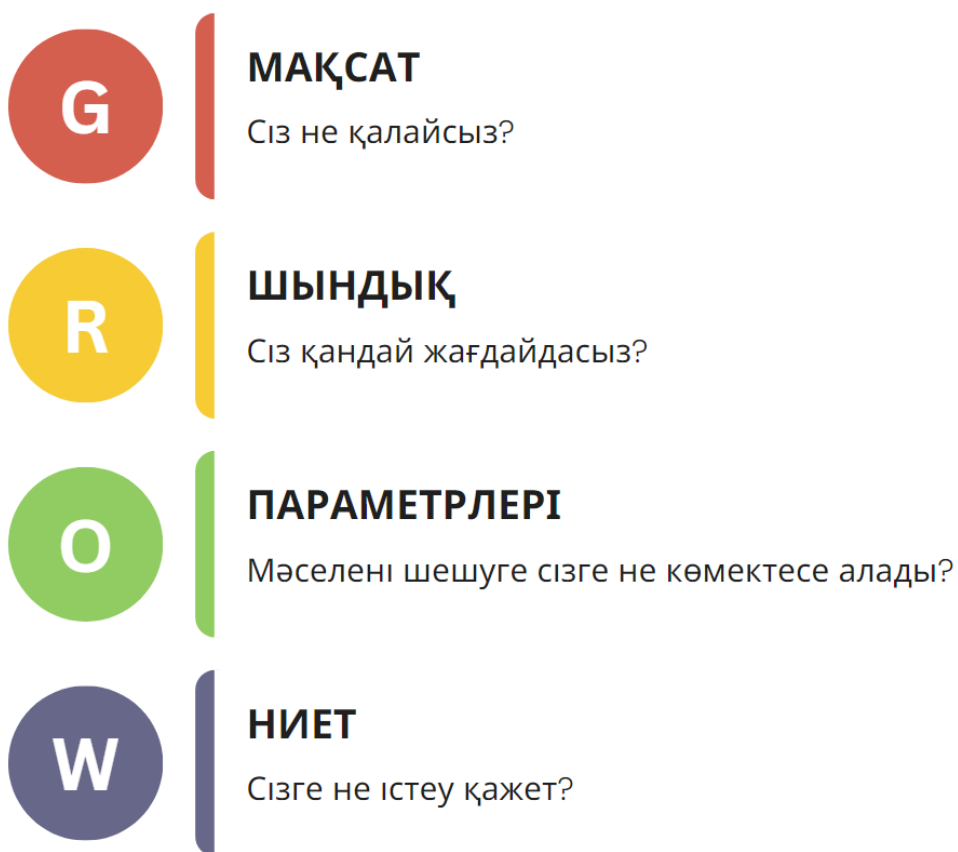 G
МАҚСАТ
Сіз не қалайсыз?
R
ШЫНДЫҚ
Сіз қандай жағдайдасыз?
O
ПАРАМЕТРЛЕРІ
Мәселені шешуге сізге не көмектесе алады?
W
НИЕТ
Сізге не істеу қажет?